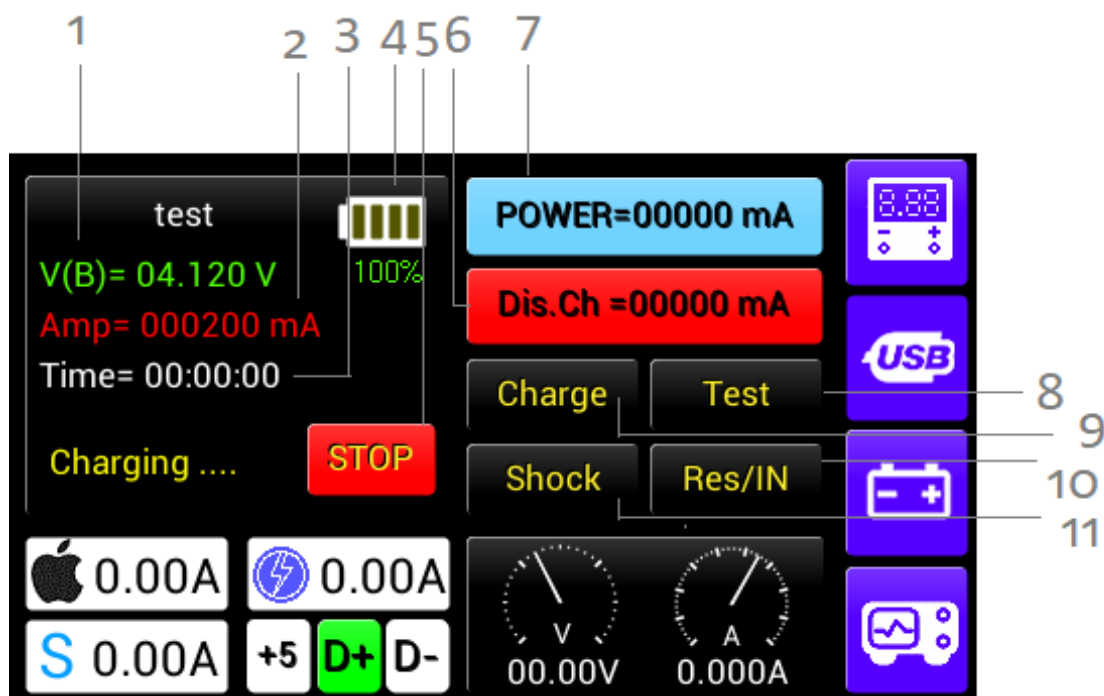 1 2 3 4 5 6 7
test
V(B)= 04.120 V
100%
Amp= 000200 mA
Time= 00:00:00
Charging ....
STOP
POWER=00000 mA
Dis.Ch =00000 mA
Charge
Test
8
9
Shock
Res/IN
10
11
0.00A
0.00A
S 0.00A
+5 D+ D-
V
00.00V
A
0.000A
8.88
- +
USB
- +